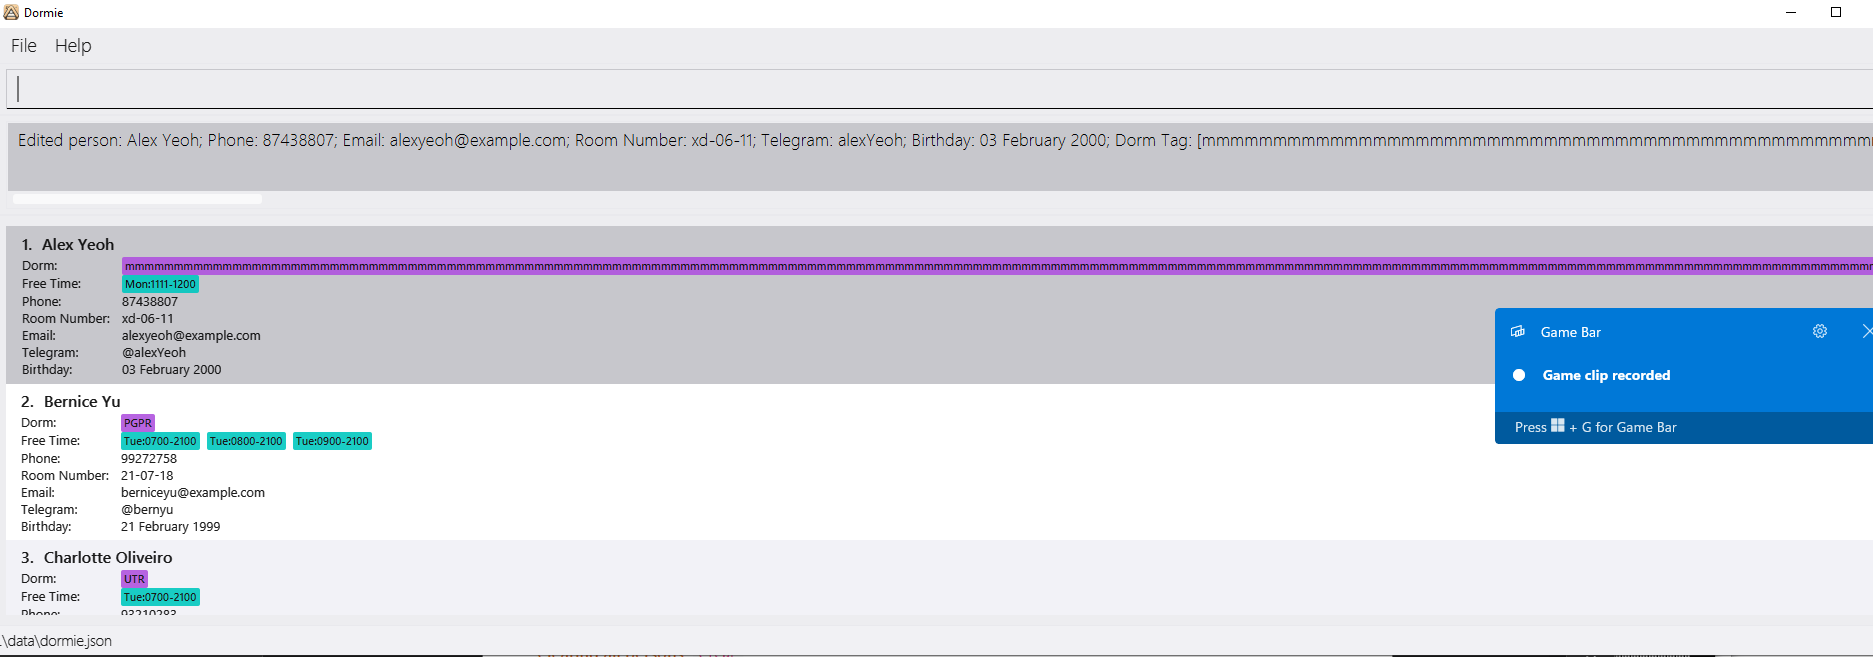 Dormie
File Help
Edited person: Alex Yeoh; Phone: 87438807; Email: alexyeoh@example.com; Room Number: xd-06-11; Telegram: alexYeoh; Birthday: 03 February 2000; Dorm Tag:
1. Alex Yeoh
Dorm:
Free Time: Mon:1111-1200
Phone: 87438807
Room Number: xd-06-11
Email: alexyeoh@example.com
Telegram: @alexYeoh
Birthday: 03 February 2000
Game Bar
Game clip recorded
Press + G for Game Bar
2. Bernice Yu
Dorm: PGPR
Free Time: Tue:0700-2100 Tue:0800-2100 Tue:0900-2100
Phone: 99272758
Room Number: 21-07-18
Email: berniceyu@example.com
Telegram: @bernyu
Birthday: 21 February 1999
3. Charlotte Oliveiro
Dorm: UTR
Free Time: Tue:0700-2100
Phone: 93210283
.\data\dormie.json